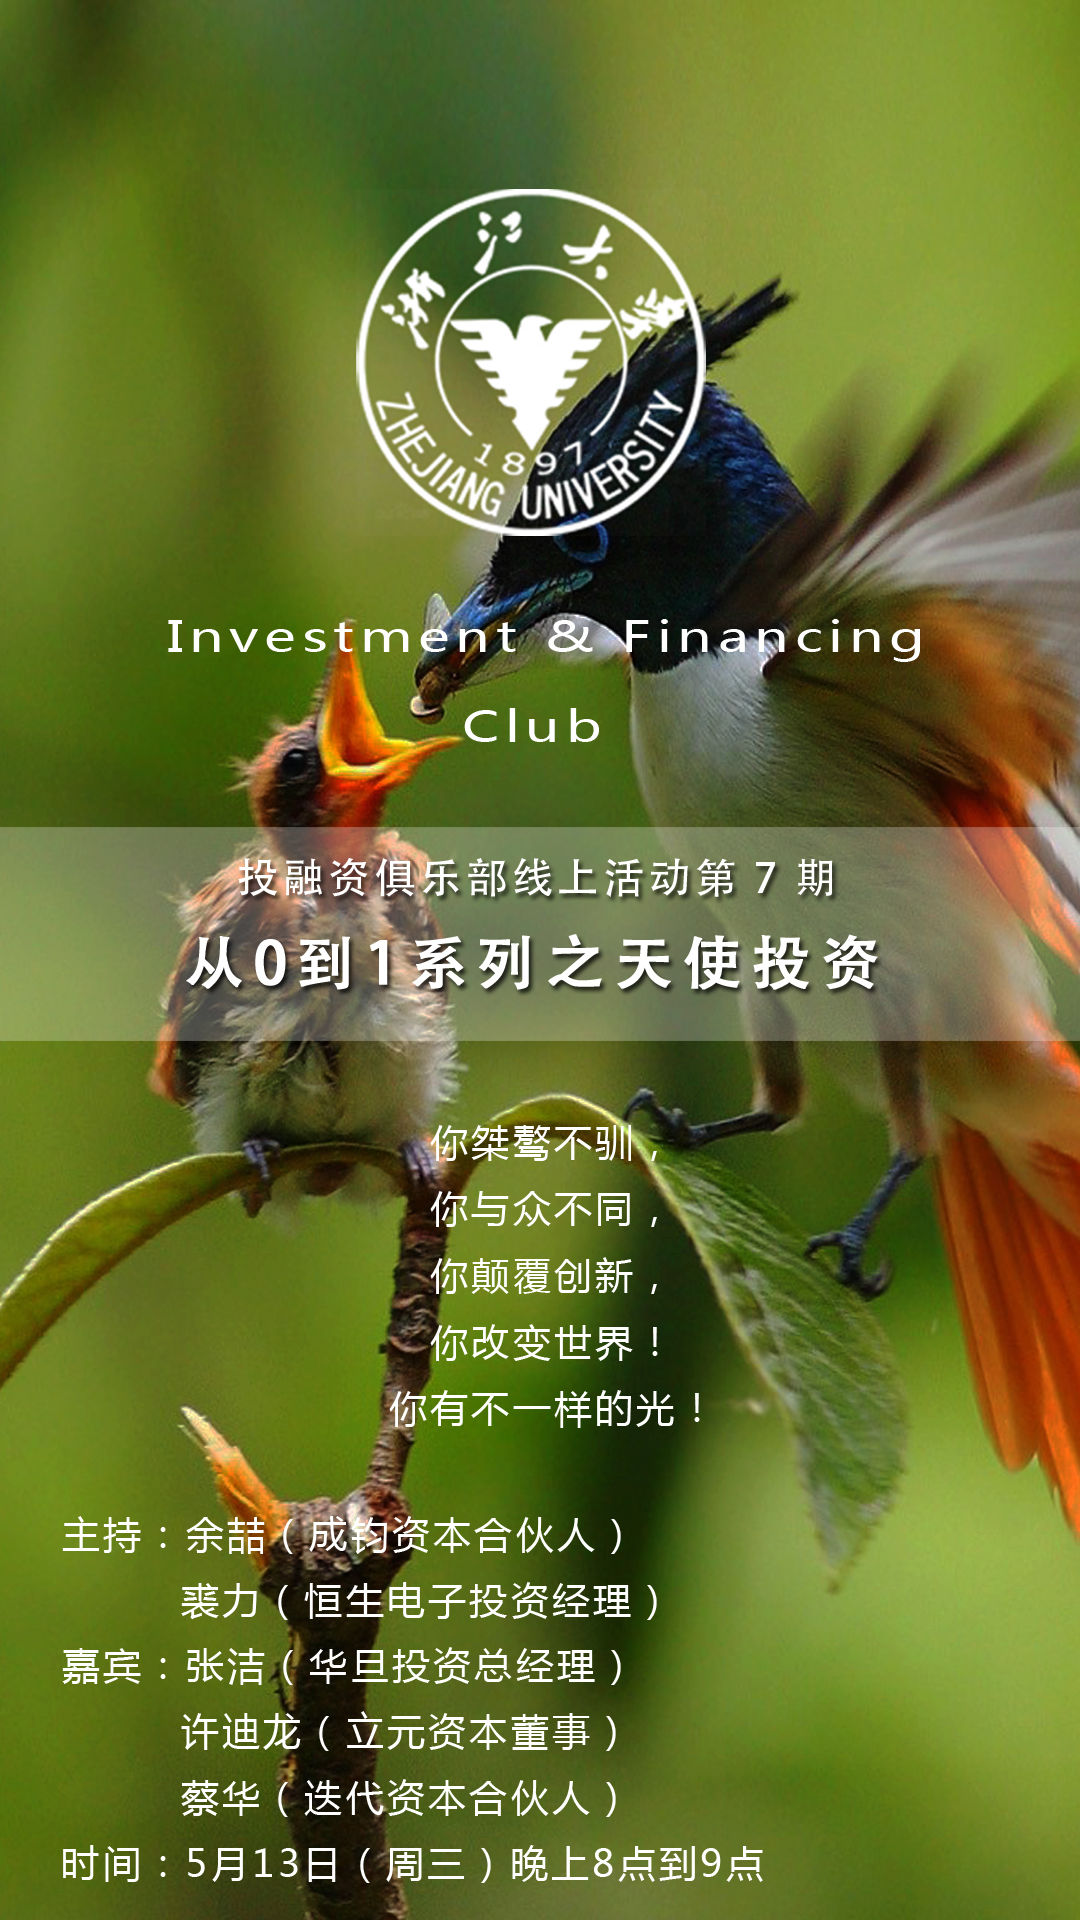 浙江大学
1897
ZHEJIANG UNIVERSITY
Investment & Financing
Club
投融资俱乐部线上活动第 7 期
从0到1系列之天使投资
你桀骜不驯，
你与众不同，
你颠覆创新，
你改变世界！
你有不一样的光！
主持：余喆（成钧资本合伙人）
裘力（恒生电子投资经理）
嘉宾：张洁（华旦投资总经理）
许迪龙（立元资本董事）
蔡华（迭代资本合伙人）
时间：5月13日（周三）晚上8点到9点